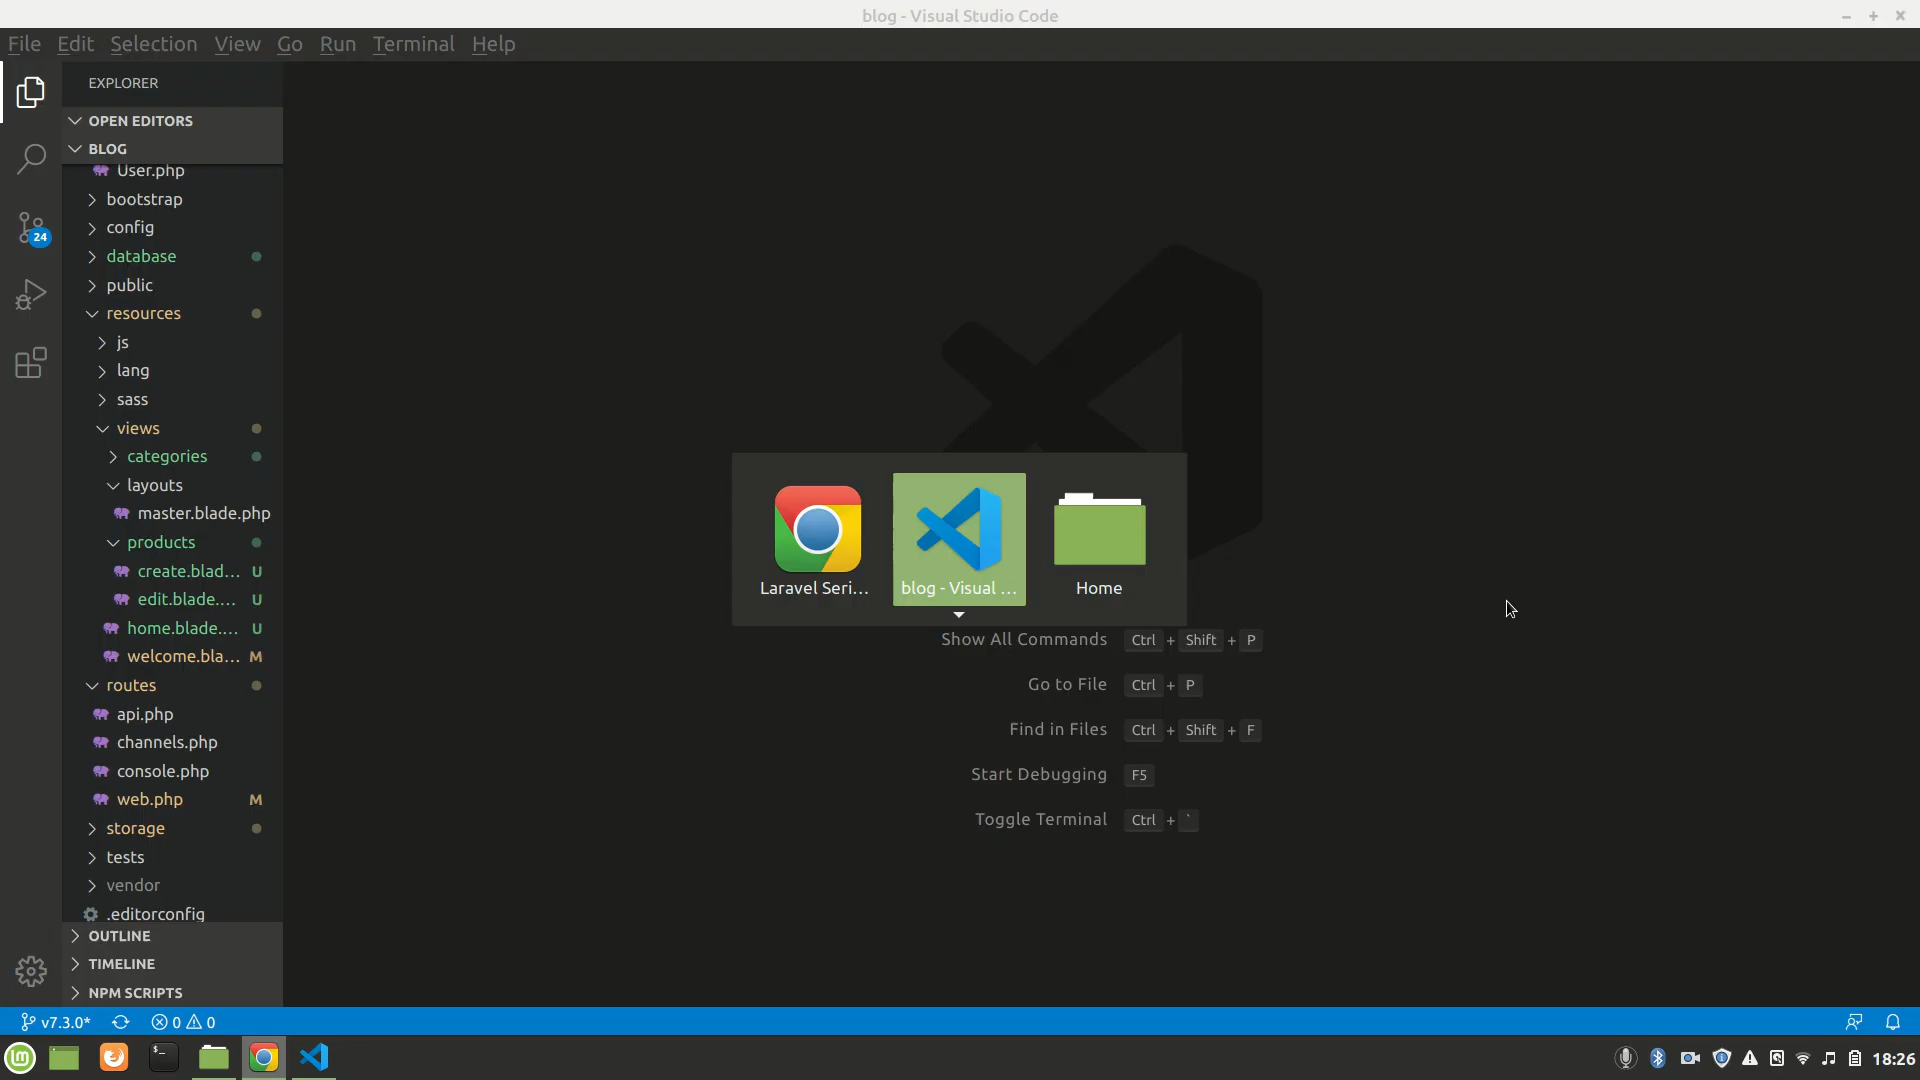 blog - Visual Studio Code
File Edit Selection View Go Run Terminal Help
EXPLORER
OPEN EDITORS
BLOG
User.php
bootstrap
config
database
public
resources
js
lang
sass
views
categories
layouts
master.blade.php
products
create.blad... U
edit.blade.... U
home.blade.... U
welcome.bla... M
routes
api.php
channels.php
console.php
web.php M
storage
tests
vendor
.editorconfig
OUTLINE
TIMELINE
NPM SCRIPTS
24
Laravel Seri...
blog - Visual ...
Home
Show All Commands Ctrl + Shift + P
Go to File Ctrl + P
Find in Files Ctrl + Shift + F
Start Debugging F5
Toggle Terminal Ctrl + `
v7.3.0* 0 0
18:26